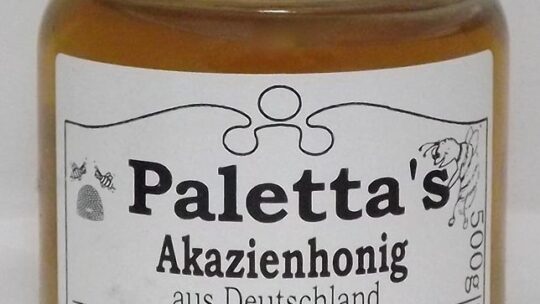 Paletta's
Akazienhonig
aus Deutschland
500g